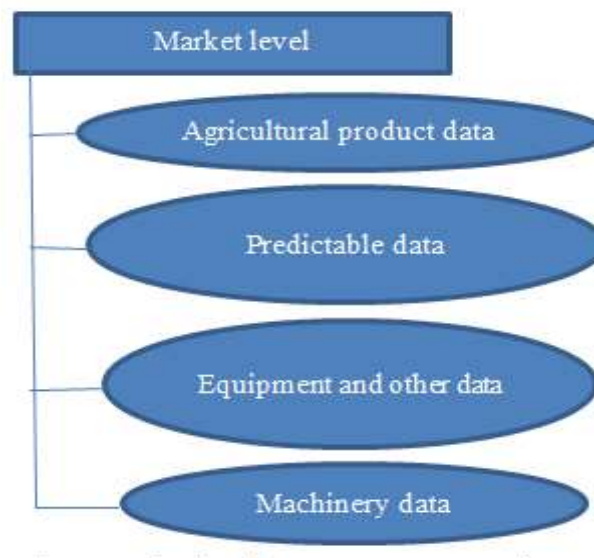 Market level
Agricultural product data
Predictable data
Equipment and other data
Machinery data